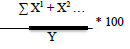 ∑X¹ + X² ...
Y
* 100